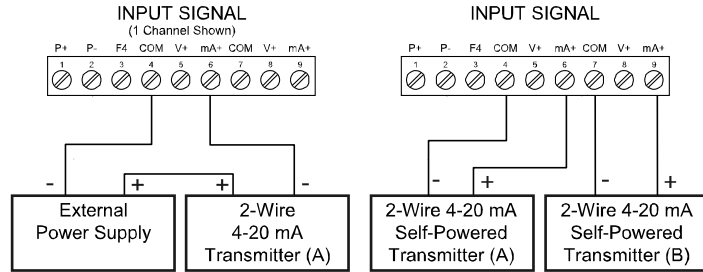 INPUT SIGNAL
(1 Channel Shown)
P+ P- F4 COM V+ mA+ COM V+ mA+
1 2 3 4 5 6 7 8 9
- + + -
External
Power Supply
2-Wire
4-20 mA
Transmitter (A)
INPUT SIGNAL
P+ P- F4 COM V+ mA+ COM V+ mA+
1 2 3 4 5 6 7 8 9
- + - +
2-Wire 4-20 mA
Self-Powered
Transmitter (A)
2-Wire 4-20 mA
Self-Powered
Transmitter (B)